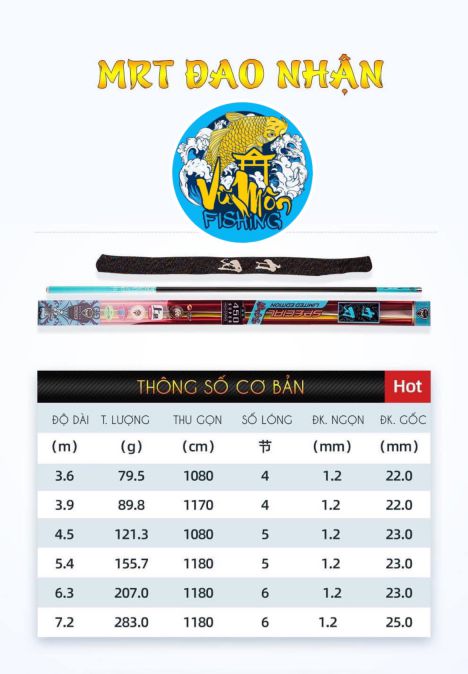 MRT ĐAO NHẬN
Vũ Môn
FISHING
450
SPECIAL
LIMITED EDITION
THÔNG SỐ CƠ BẢN Hot
ĐỘ DÀI T. LƯỢNG THU GỌN SỐ LÓNG ĐK. NGỌN ĐK. GỐC
(m) (g) (cm) 节 (mm) (mm)
3.6 79.5 1080 4 1.2 22.0
3.9 89.8 1170 4 1.2 22.0
4.5 121.3 1080 5 1.2 23.0
5.4 155.7 1180 5 1.2 23.0
6.3 207.0 1180 6 1.2 23.0
7.2 283.0 1180 6 1.2 25.0